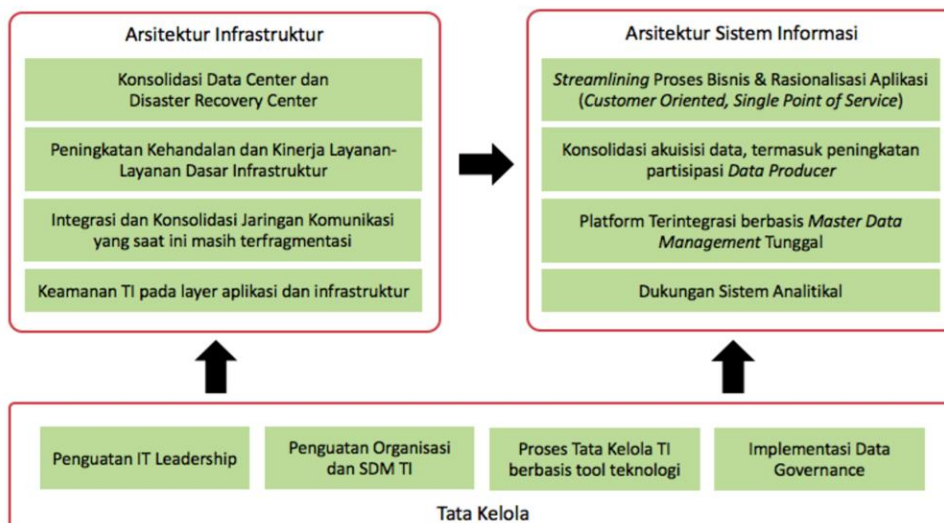 Arsitektur Infrastruktur
Konsolidasi Data Center dan
Disaster Recovery Center
Peningkatan Kehandalan dan Kinerja Layanan-
Layanan Dasar Infrastruktur
Integrasi dan Konsolidasi Jaringan Komunikasi
yang saat ini masih terfragmentasi
Keamanan TI pada layer aplikasi dan infrastruktur
Arsitektur Sistem Informasi
Streamlining Proses Bisnis & Rasionalisasi Aplikasi
(Customer Oriented, Single Point of Service)
Konsolidasi akuisisi data, termasuk peningkatan
partisipasi Data Producer
Platform Terintegrasi berbasis Master Data
Management Tunggal
Dukungan Sistem Analitikal
Penguatan IT Leadership
Penguatan Organisasi
dan SDM TI
Proses Tata Kelola TI
berbasis tool teknologi
Implementasi Data
Governance
Tata Kelola